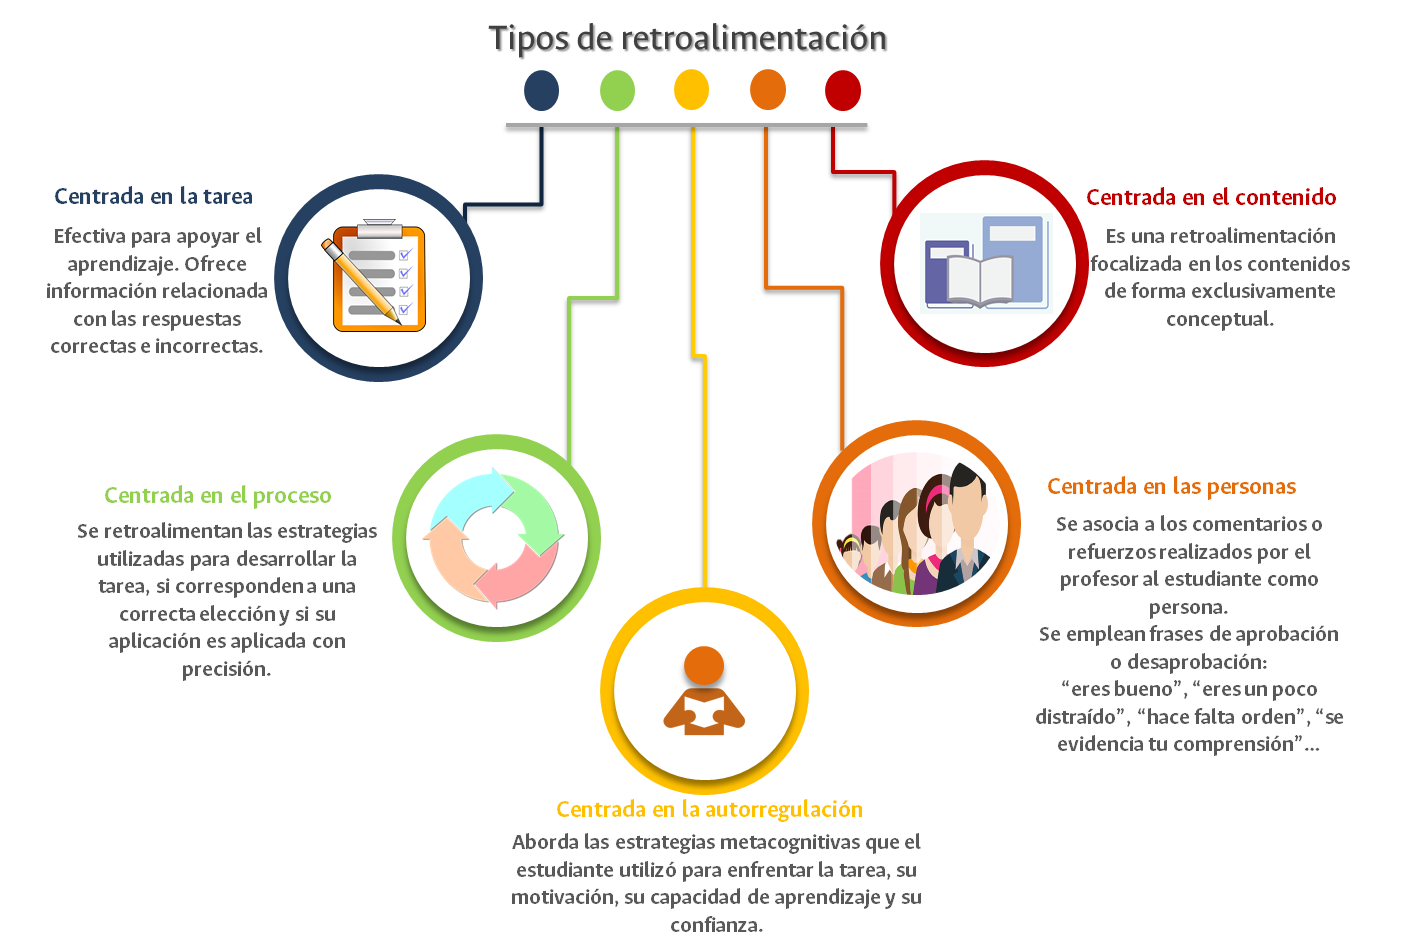 Tipos de retroalimentación
Centrada en la tarea
Efectiva para apoyar el
aprendizaje. Ofrece
información relacionada
con las respuestas
correctas e incorrectas.
Centrada en el contenido
Es una retroalimentación
focalizada en los contenidos
de forma exclusivamente
conceptual.
Centrada en el proceso
Se retroalimentan las estrategias
utilizadas para desarrollar la
tarea, si corresponden a una
correcta elección y si su
aplicación es aplicada con
precisión.
Centrada en las personas
Se asocia a los comentarios o
refuerzos realizados por el
profesor al estudiante como
persona.
Se emplean frases de aprobación
o desaprobación:
“eres bueno”, “eres un poco
distraído”, “hace falta orden”, “se
evidencia tu comprensión”...
Centrada en la autorregulación
Aborda las estrategias metacognitivas que el
estudiante utilizó para enfrentar la tarea, su
motivación, su capacidad de aprendizaje y su
confianza.